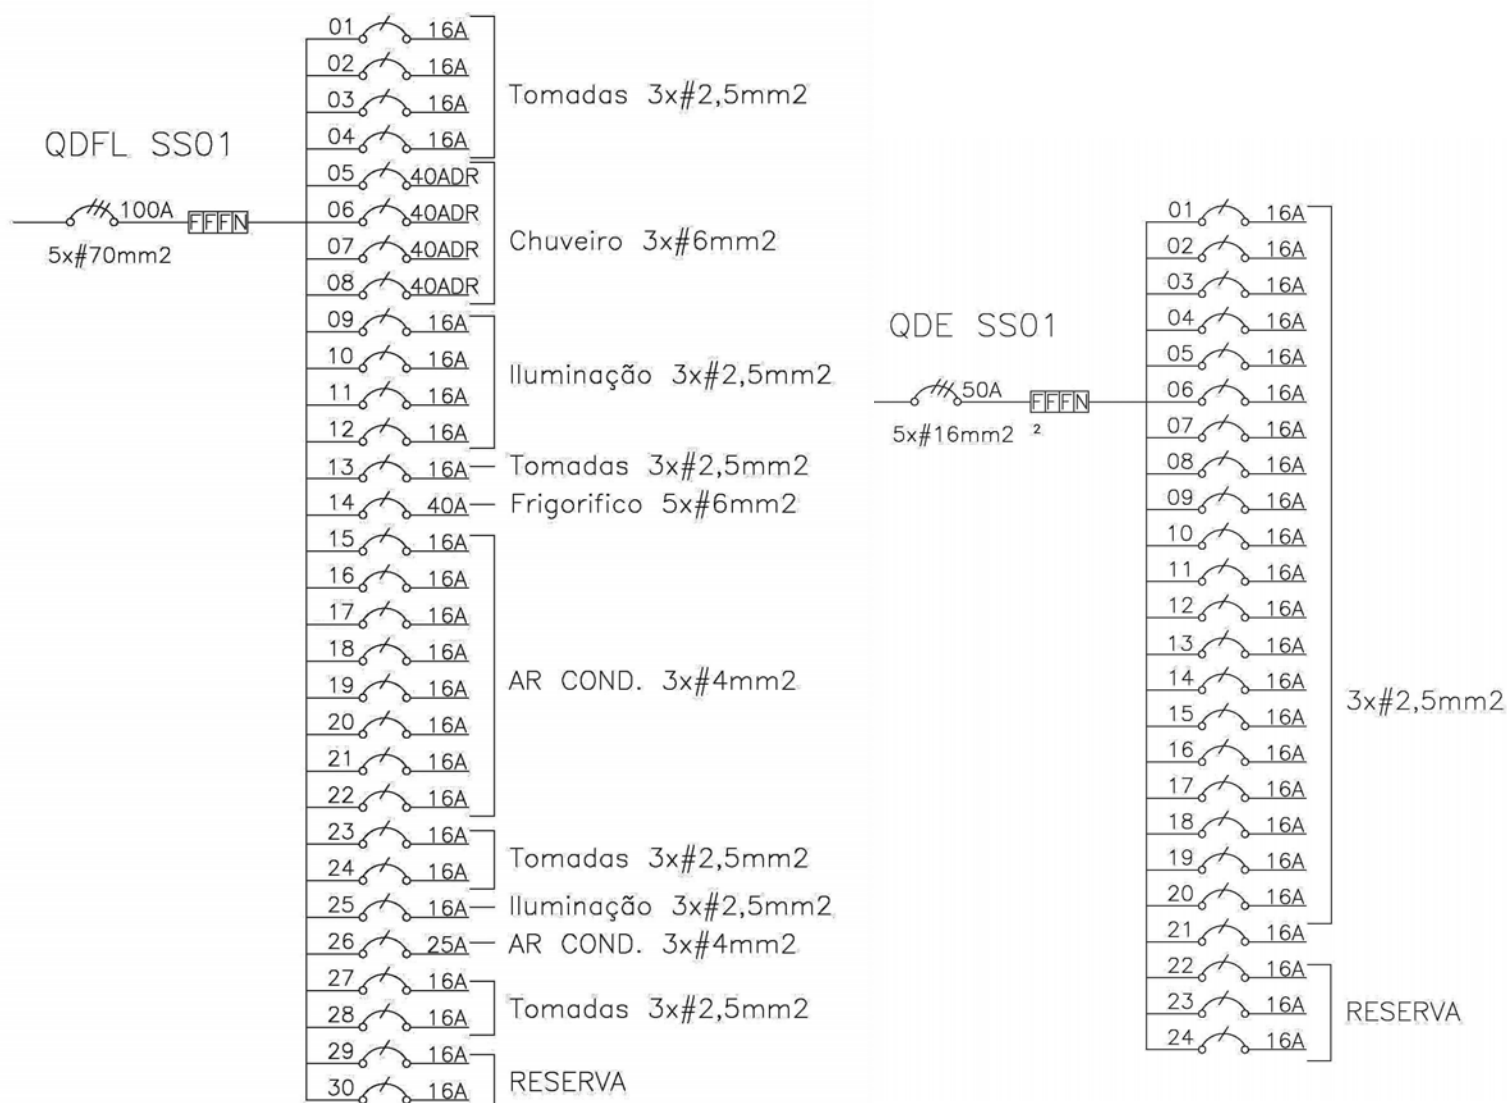 QDFL SS01
100A
FFFN
5x#70mm2
01 16A
02 16A
03 16A
04 16A
Tomadas 3x#2,5mm2
05 40ADR
06 40ADR
07 40ADR
08 40ADR
Chuveiro 3x#6mm2
09 16A
10 16A
11 16A
12 16A
Iluminação 3x#2,5mm2
13 16A Tomadas 3x#2,5mm2
14 40A Frigorifico 5x#6mm2
15 16A
16 16A
17 16A
18 16A
19 16A
20 16A
21 16A
22 16A
AR COND. 3x#4mm2
23 16A
24 16A
Tomadas 3x#2,5mm2
25 16A Iluminação 3x#2,5mm2
26 25A AR COND. 3x#4mm2
27 16A
28 16A
Tomadas 3x#2,5mm2
29 16A
30 16A
RESERVA
QDE SS01
50A
FFFN
5x#16mm2 ²
01 16A
02 16A
03 16A
04 16A
05 16A
06 16A
07 16A
08 16A
09 16A
10 16A
11 16A
12 16A
13 16A
14 16A
15 16A
16 16A
17 16A
18 16A
19 16A
20 16A
21 16A
3x#2,5mm2
22 16A
23 16A
24 16A
RESERVA